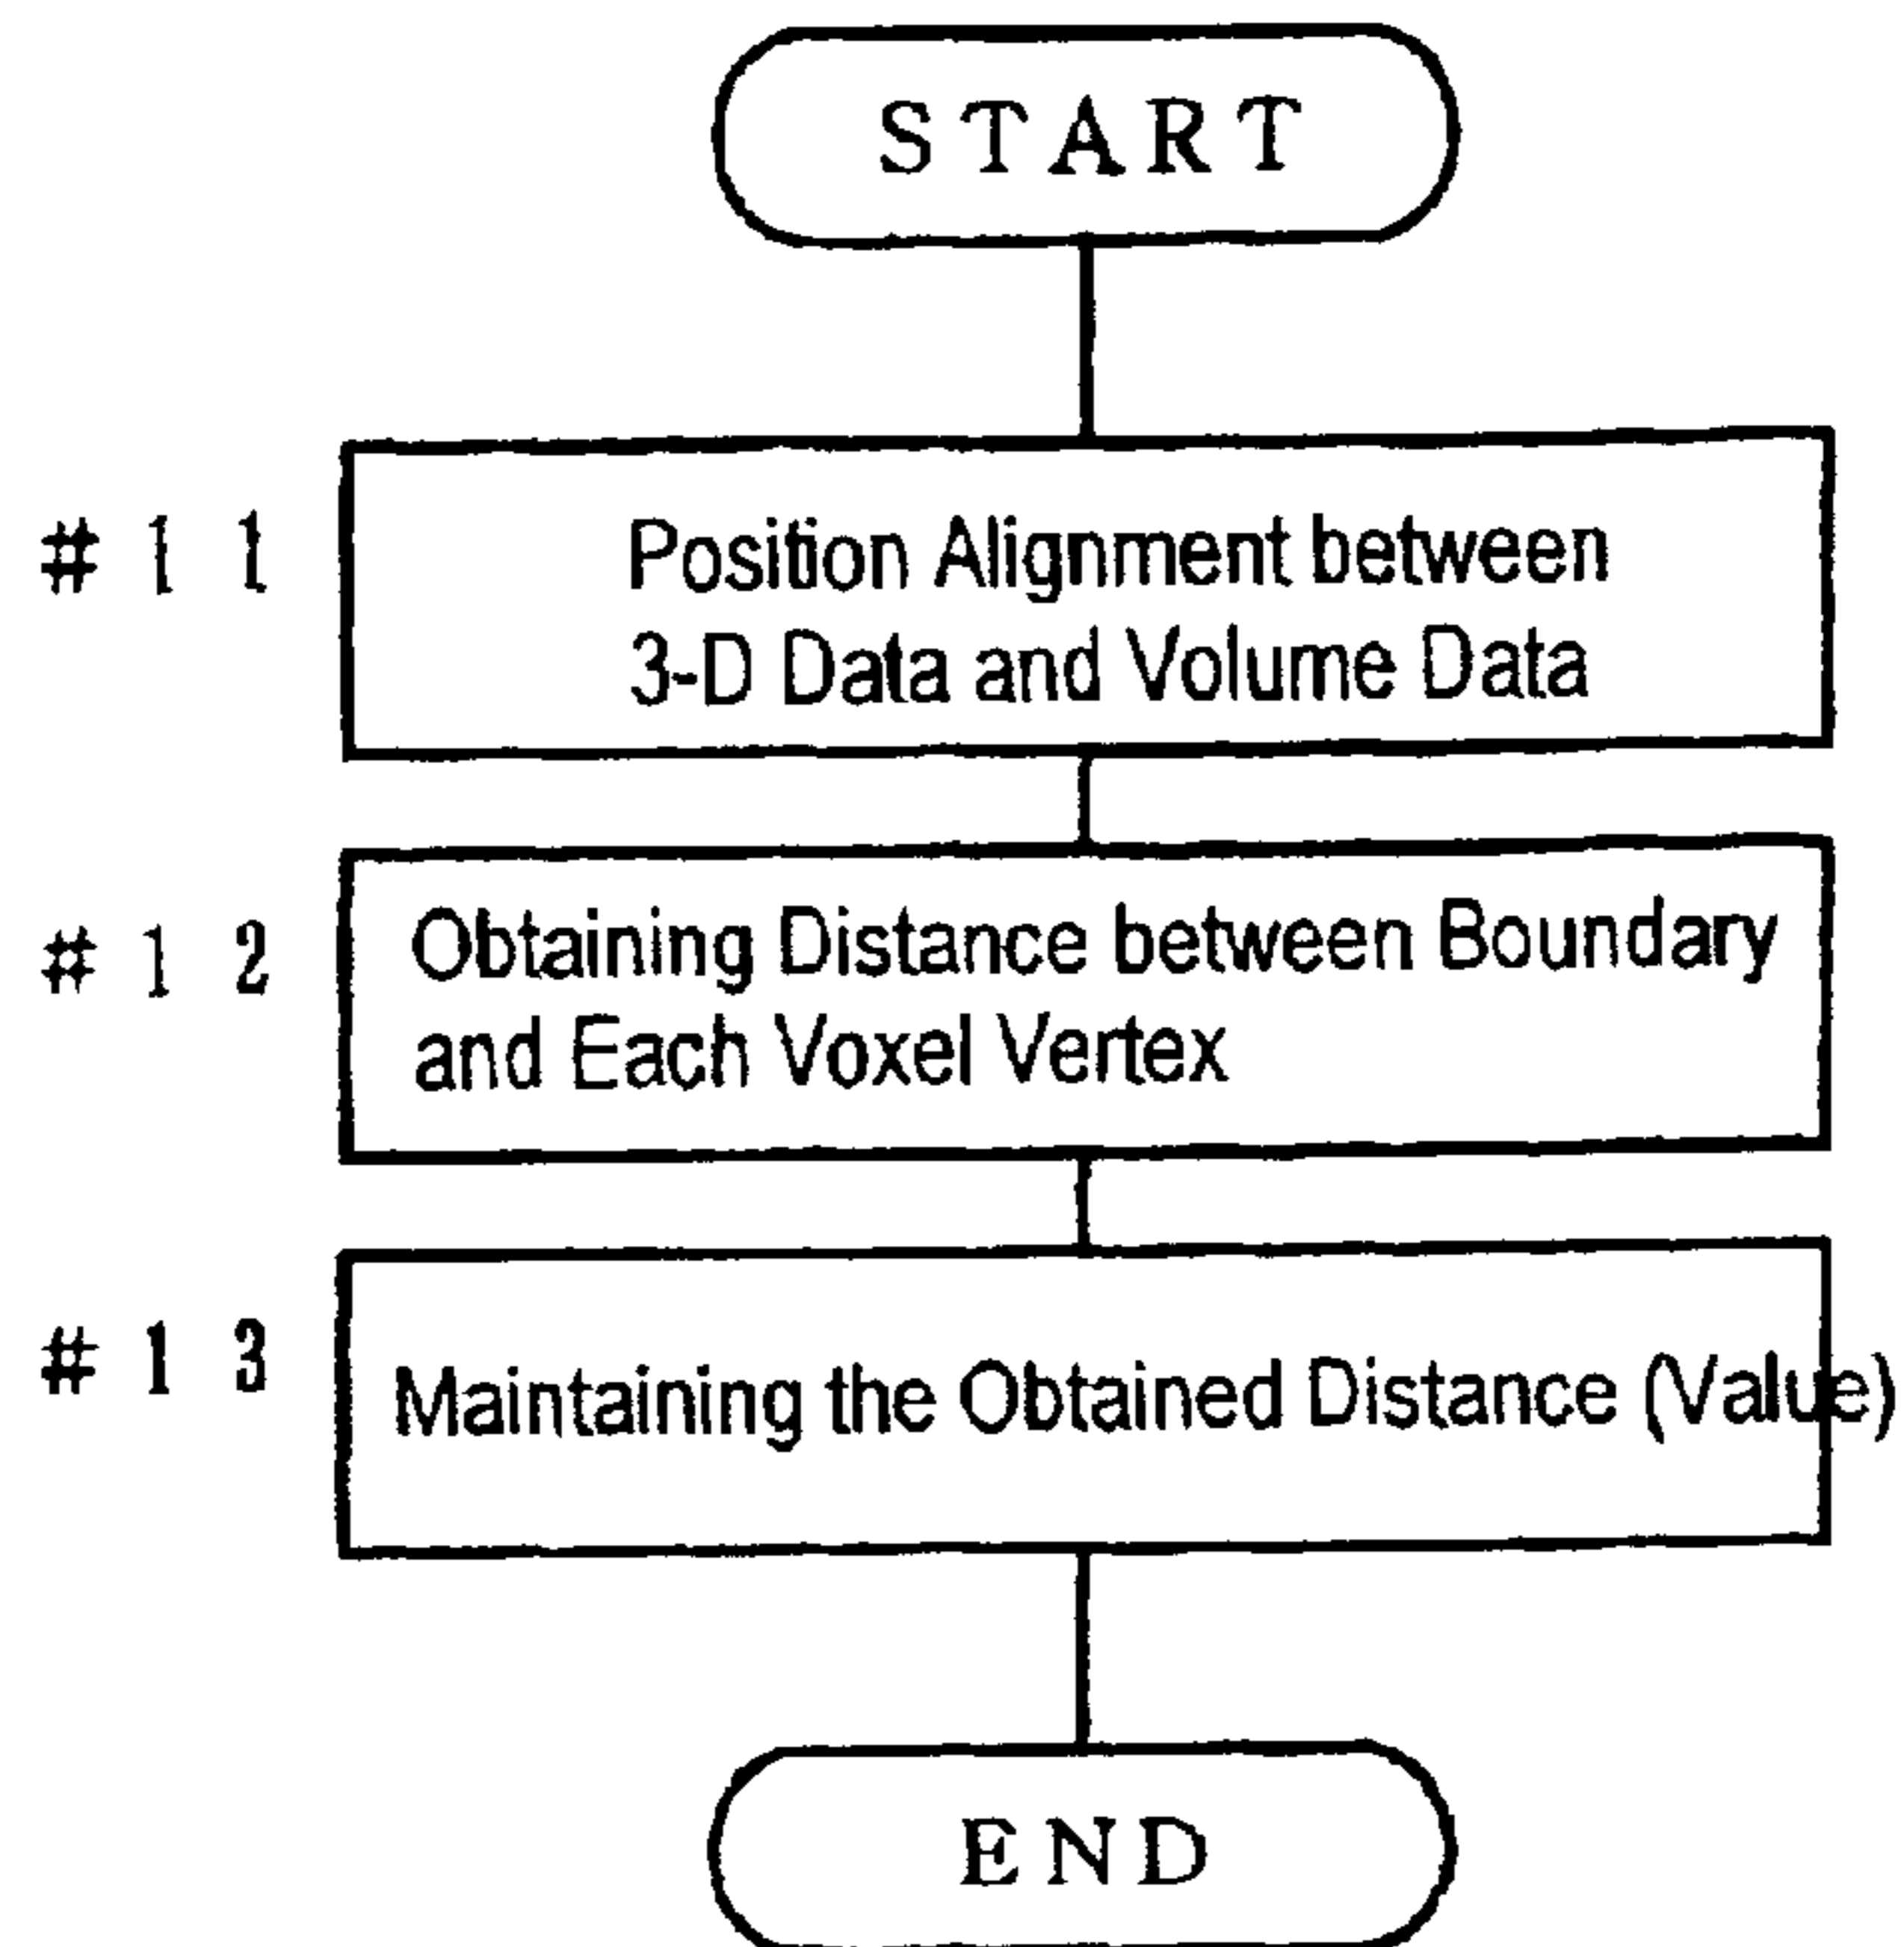 START
#11
Position Alignment between
3-D Data and Volume Data
#12
Obtaining Distance between Boundary
and Each Voxel Vertex
#13
Maintaining the Obtained Distance (Value)
END